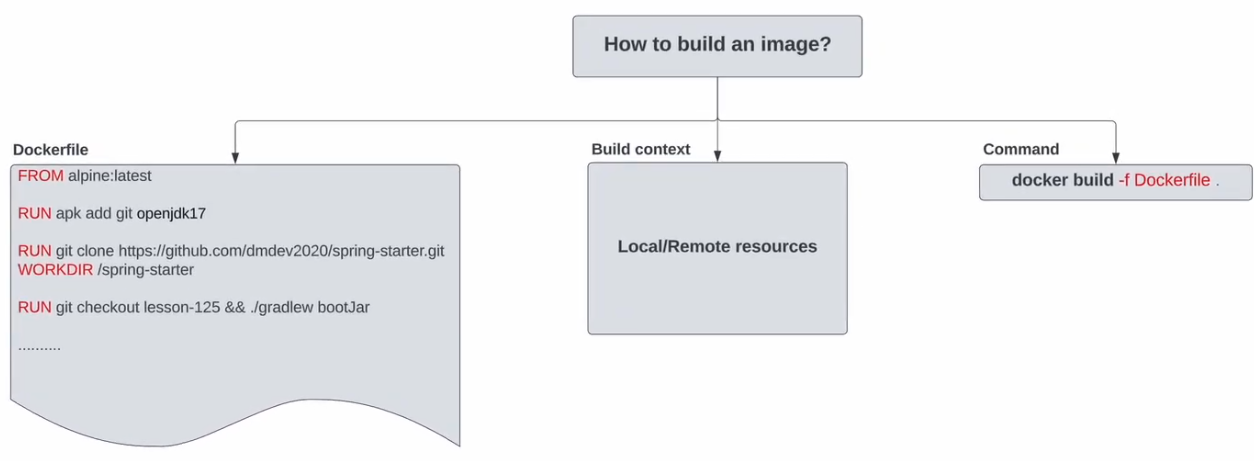 How to build an image?
Dockerfile
FROM alpine:latest
RUN apk add git openjdk17
RUN git clone https://github.com/dmdev2020/spring-starter.git
WORKDIR /spring-starter
RUN git checkout lesson-125 && ./gradlew bootJar
..........
Build context
Local/Remote resources
Command
docker build -f Dockerfile .